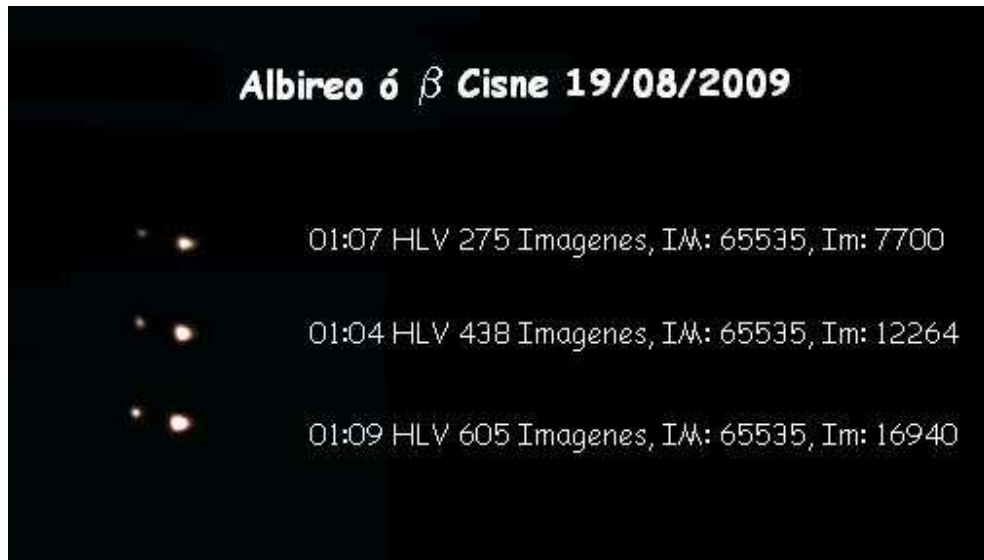 Albireo ó β Cisne 19/08/2009
01:07 HLV 275 Imagenes, IM: 65535, Im: 7700
01:04 HLV 438 Imagenes, IM: 65535, Im: 12264
01:09 HLV 605 Imagenes, IM: 65535, Im: 16940